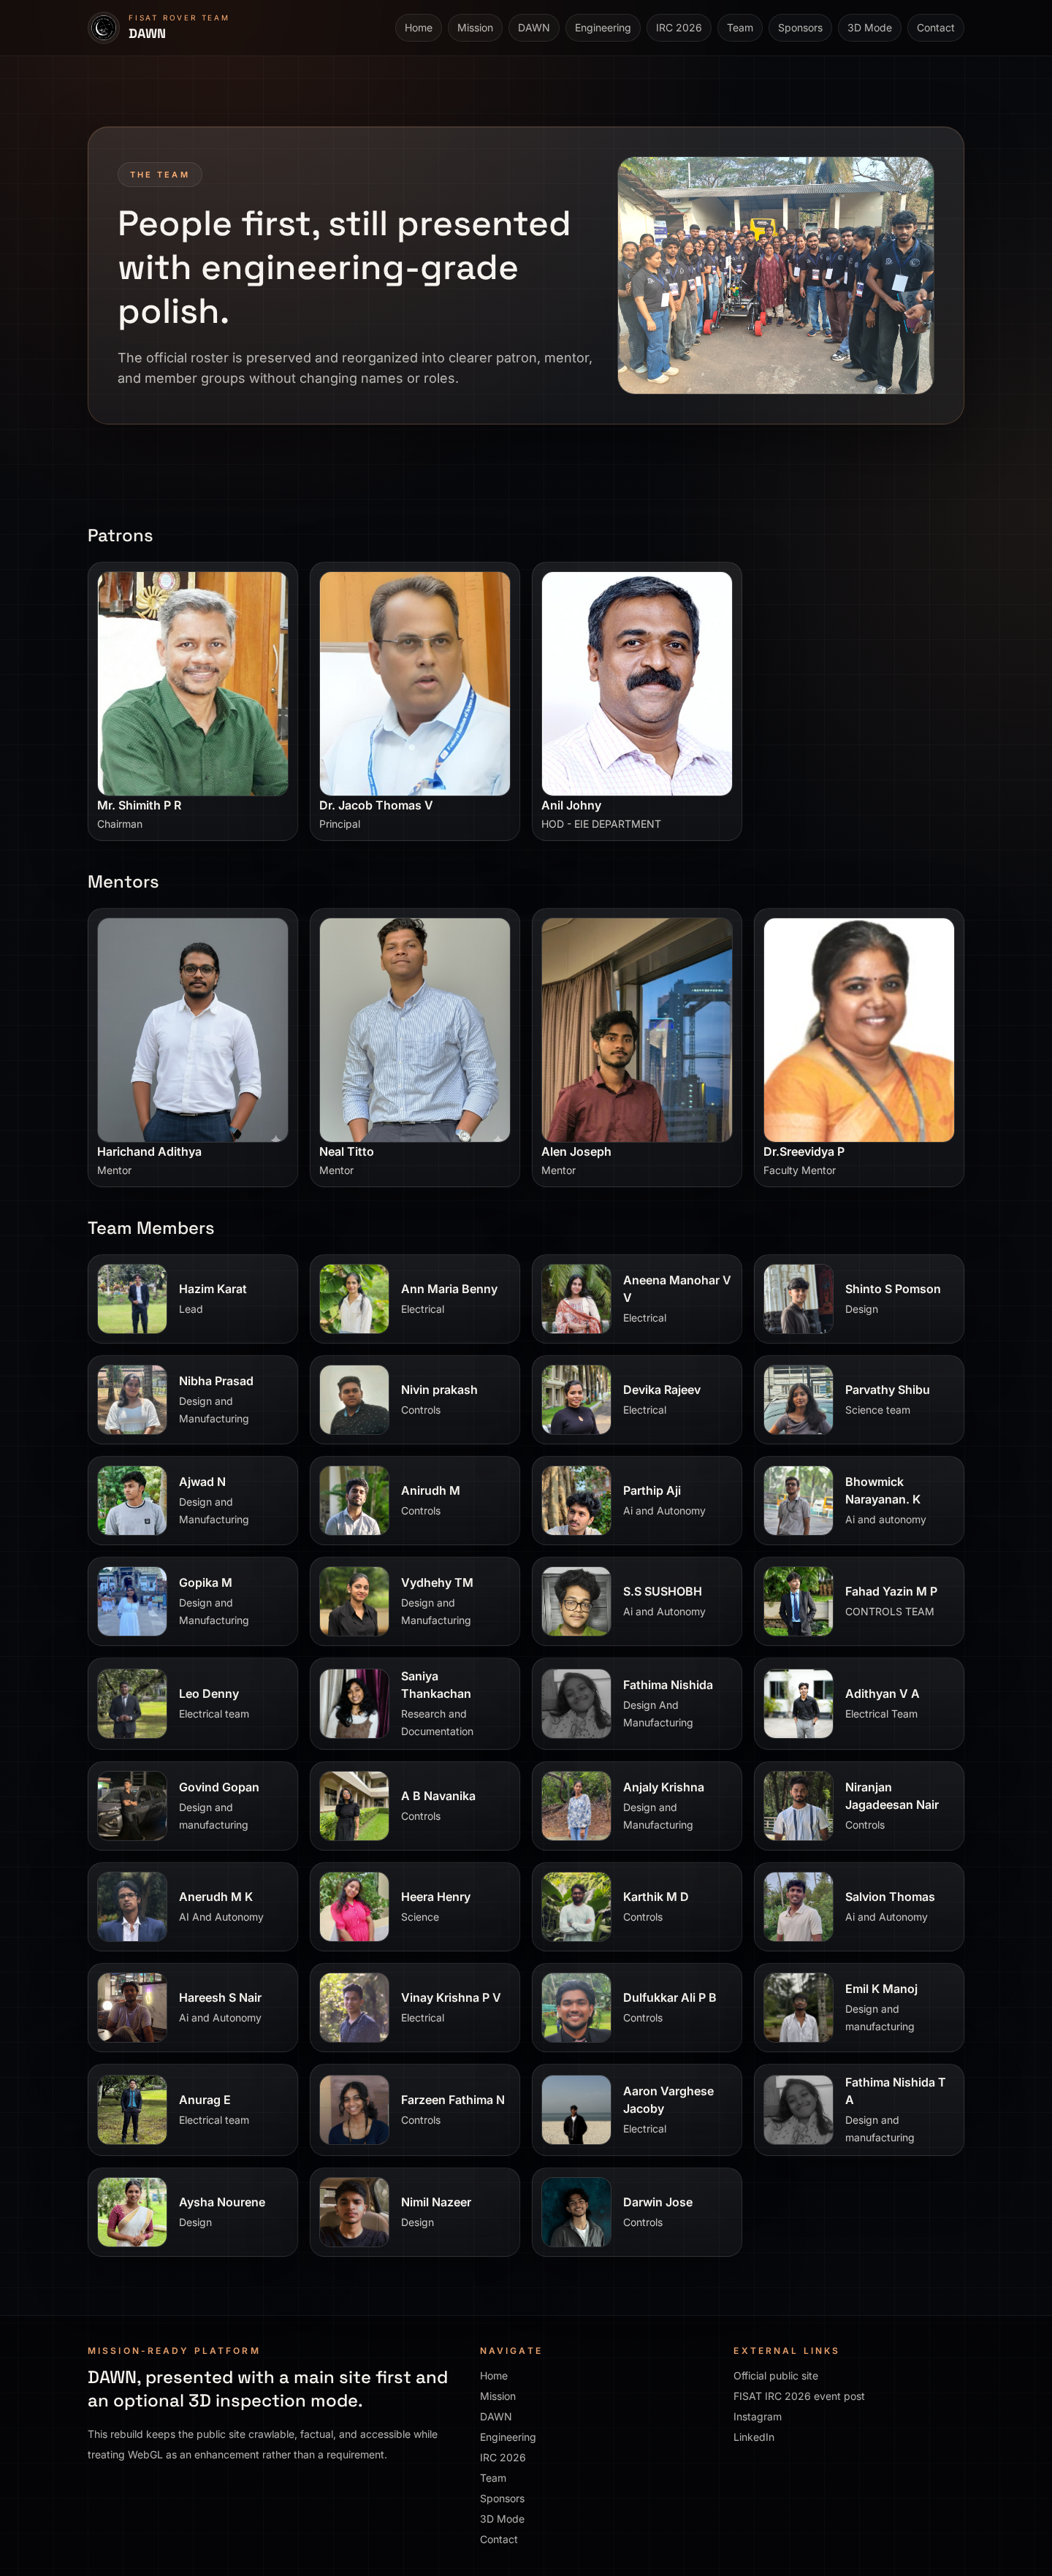 FISAT ROVER TEAM
DAWN
Home
Mission
DAWN
Engineering
IRC 2026
Team
Sponsors
3D Mode
Contact
THE TEAM
People first, still presented
with engineering-grade
polish.
The official roster is preserved and reorganized into clearer patron, mentor,
and member groups without changing names or roles.
Patrons
Mr. Shimith P R
Chairman
Dr. Jacob Thomas V
Principal
Anil Johny
HOD - EIE DEPARTMENT
Mentors
Harichand Adithya
Mentor
Neal Titto
Mentor
Alen Joseph
Mentor
Dr.Sreevidya P
Faculty Mentor
Team Members
Hazim Karat
Lead
Ann Maria Benny
Electrical
Aneena Manohar V
V
Electrical
Shinto S Pomson
Design
Nibha Prasad
Design and
Manufacturing
Nivin prakash
Controls
Devika Rajeev
Electrical
Parvathy Shibu
Science team
Ajwad N
Design and
Manufacturing
Anirudh M
Controls
Parthip Aji
Ai and Autonomy
Bhowmick
Narayanan. K
Ai and autonomy
Gopika M
Design and
Manufacturing
Vydhehy TM
Design and
Manufacturing
S.S SUSHOBH
Ai and Autonomy
Fahad Yazin M P
CONTROLS TEAM
Leo Denny
Electrical team
Saniya
Thankachan
Research and
Documentation
Fathima Nishida
Design And
Manufacturing
Adithyan V A
Electrical Team
Govind Gopan
Design and
manufacturing
A B Navanika
Controls
Anjaly Krishna
Design and
Manufacturing
Niranjan
Jagadeesan Nair
Controls
Anerudh M K
AI And Autonomy
Heera Henry
Science
Karthik M D
Controls
Salvion Thomas
Ai and Autonomy
Hareesh S Nair
Ai and Autonomy
Vinay Krishna P V
Electrical
Dulfukkar Ali P B
Controls
Emil K Manoj
Design and
manufacturing
Anurag E
Electrical team
Farzeen Fathima N
Controls
Aaron Varghese
Jacoby
Electrical
Fathima Nishida T
A
Design and
manufacturing
Aysha Nourene
Design
Nimil Nazeer
Design
Darwin Jose
Controls
MISSION-READY PLATFORM
DAWN, presented with a main site first and
an optional 3D inspection mode.
This rebuild keeps the public site crawlable, factual, and accessible while
treating WebGL as an enhancement rather than a requirement.
NAVIGATE
Home
Mission
DAWN
Engineering
IRC 2026
Team
Sponsors
3D Mode
Contact
EXTERNAL LINKS
Official public site
FISAT IRC 2026 event post
Instagram
LinkedIn